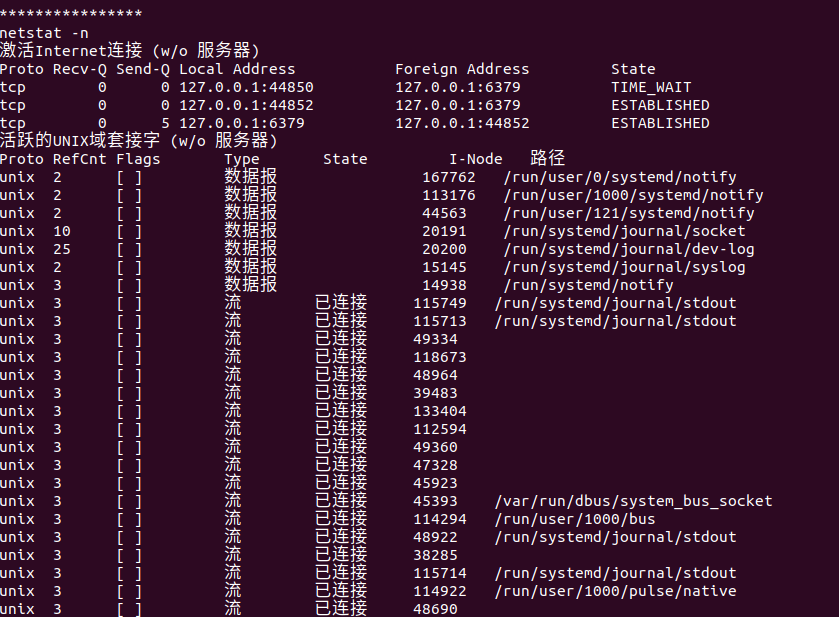 ****************
netstat -n
激活Internet连接 (w/o 服务器)
Proto Recv-Q Send-Q Local Address           Foreign Address         State
tcp        0      0 127.0.0.1:44850         127.0.0.1:6379          TIME_WAIT
tcp        0      0 127.0.0.1:44852         127.0.0.1:6379          ESTABLISHED
tcp        0      5 127.0.0.1:6379          127.0.0.1:44852         ESTABLISHED
活跃的UNIX域套接字 (w/o 服务器)
Proto RefCnt Flags       Type       State         I-Node   路径
unix  2      [ ]         数据报                167762   /run/user/0/systemd/notify
unix  2      [ ]         数据报                113176   /run/user/1000/systemd/notify
unix  2      [ ]         数据报                44563    /run/user/121/systemd/notify
unix  10     [ ]         数据报                20191    /run/systemd/journal/socket
unix  25     [ ]         数据报                20200    /run/systemd/journal/dev-log
unix  2      [ ]         数据报                15145    /run/systemd/journal/syslog
unix  3      [ ]         数据报                14938    /run/systemd/notify
unix  3      [ ]         流        已连接     115749   /run/systemd/journal/stdout
unix  3      [ ]         流        已连接     115713   /run/systemd/journal/stdout
unix  3      [ ]         流        已连接     49334
unix  3      [ ]         流        已连接     118673
unix  3      [ ]         流        已连接     48964
unix  3      [ ]         流        已连接     39483
unix  3      [ ]         流        已连接     133404
unix  3      [ ]         流        已连接     112594
unix  3      [ ]         流        已连接     49360
unix  3      [ ]         流        已连接     47328
unix  3      [ ]         流        已连接     45923
unix  3      [ ]         流        已连接     45393    /var/run/dbus/system_bus_socket
unix  3      [ ]         流        已连接     114294   /run/user/1000/bus
unix  3      [ ]         流        已连接     48922    /run/systemd/journal/stdout
unix  3      [ ]         流        已连接     38285
unix  3      [ ]         流        已连接     115714   /run/systemd/journal/stdout
unix  3      [ ]         流        已连接     114922   /run/user/1000/pulse/native
unix  3      [ ]         流        已连接     48690